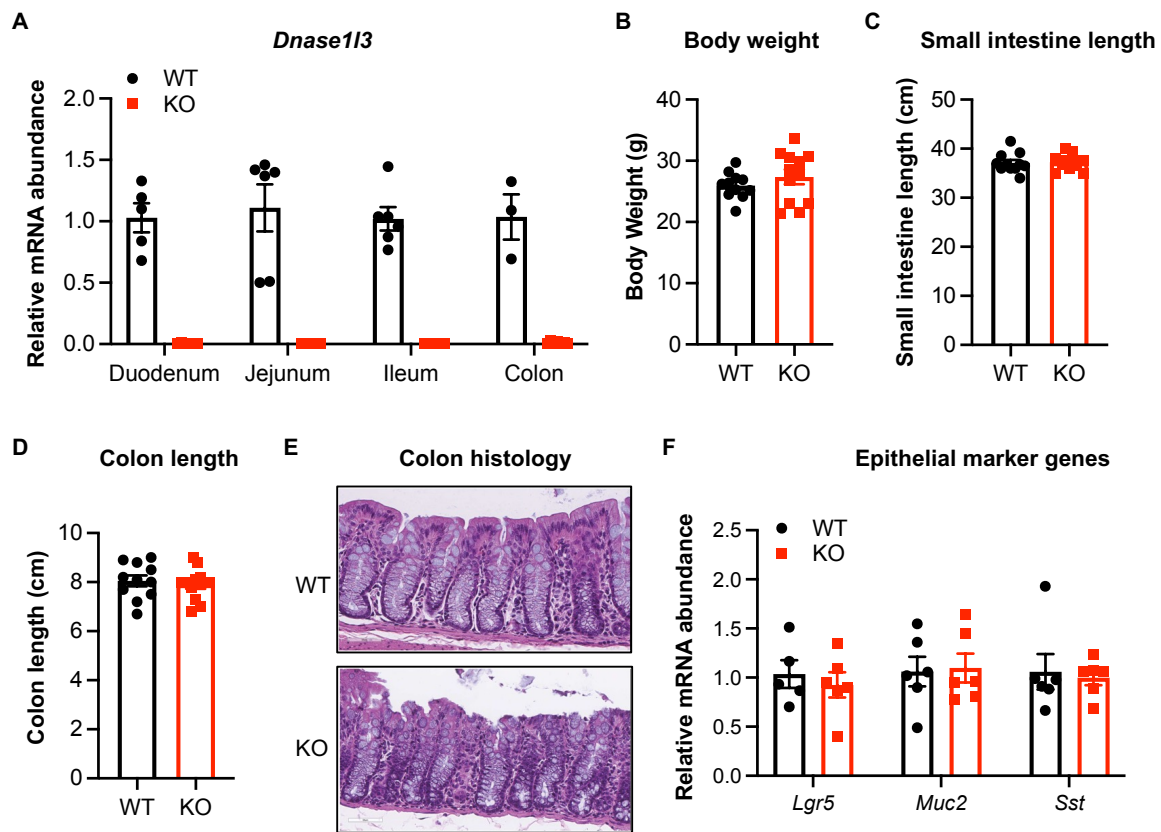 A
Dnase1l3
WT
KO
Relative mRNA abundance
2.0
1.5
1.0
0.5
0.0
Duodenum
Jejunum
Ileum
Colon
B
Body weight
Body Weight (g)
40
30
20
10
0
WT
KO
C
Small intestine length
Small intestine length (cm)
50
40
30
20
10
0
WT
KO
D
Colon length
Colon length (cm)
10
8
6
4
2
0
WT
KO
E
Colon histology
WT
KO
F
Epithelial marker genes
WT
KO
Relative mRNA abundance
2.5
2.0
1.5
1.0
0.5
0.0
Lgr5
Muc2
Sst